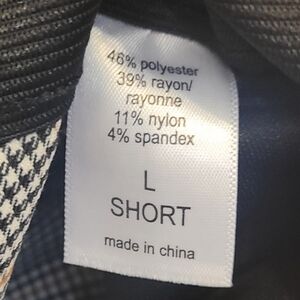 46% polyester
39% rayon/
rayonne
11% nylon
4% spandex
L
SHORT
made in china